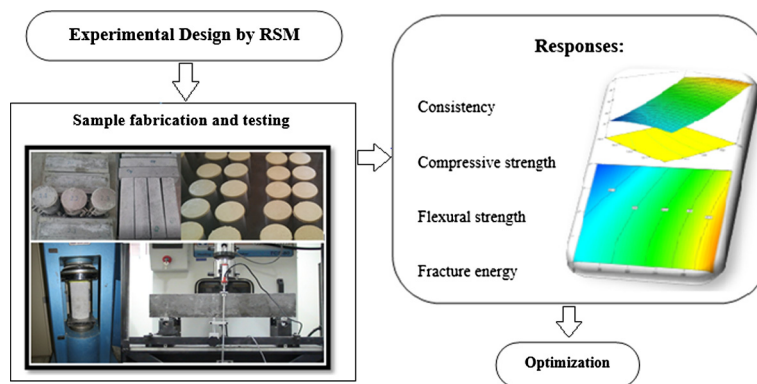 Experimental Design by RSM
Sample fabrication and testing
Responses:
Consistency
Compressive strength
Flexural strength
Fracture energy
Optimization